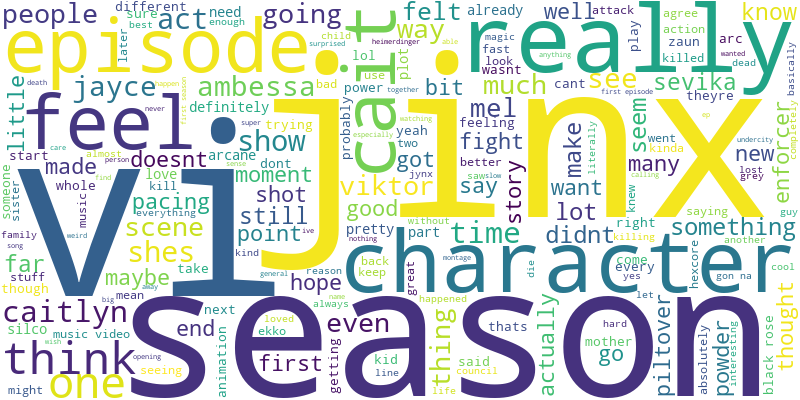 people
different
act
need
enough
going
felt
already
well
attack
agree
know
later
sure
best
child
surprised
lol
way
magic
fast
look
wasnt
able
play
action
killed
zaun
arc
wanted
dead
anything
episode
cait
really
heimerdinger
plot
use
bad
power
together
cant
see
sevika
theyre
first episode
basically
jayce
ambessa
definitely
trying
little
death
happen
never
first season
feel
vi
jinx
show
super
care
probably
especially
bit
much
mel
feeling
yeah
two
watching
got
fight
better
jynx
saw
slow
say
make
literally
seem
many
went
kinda
ep
undercity
lost
grey
new
enforcer
completely
start
almost
made
doesnt
arcane
dont
moment
viktor
someone
sister
whole
person
love
kill
sense
find
music
pacing
everything
shot
still
good
story
want
knew
calling
saying
guy
family
song
weird
scene
ive
point
pretty
without
part
time
lot
didnt
right
killing
something
another
far
stuff
though
shes
maybe
take
kind
hope
nothing
montage
back
keep
great
character
die
reason
general
always
name
happened
every
yes
come
hexcore
gon na
cool
let
thought
caitlyn
big
mean
away
silco
music video
end
next
ekko
loved
even
thats
season
hard
actually
go
mother
piltover
powder
absolutely
interesting
black rose
think
wish
opening
seeing
one
might
animation
first
getting
kid
line
said
council
life
thing